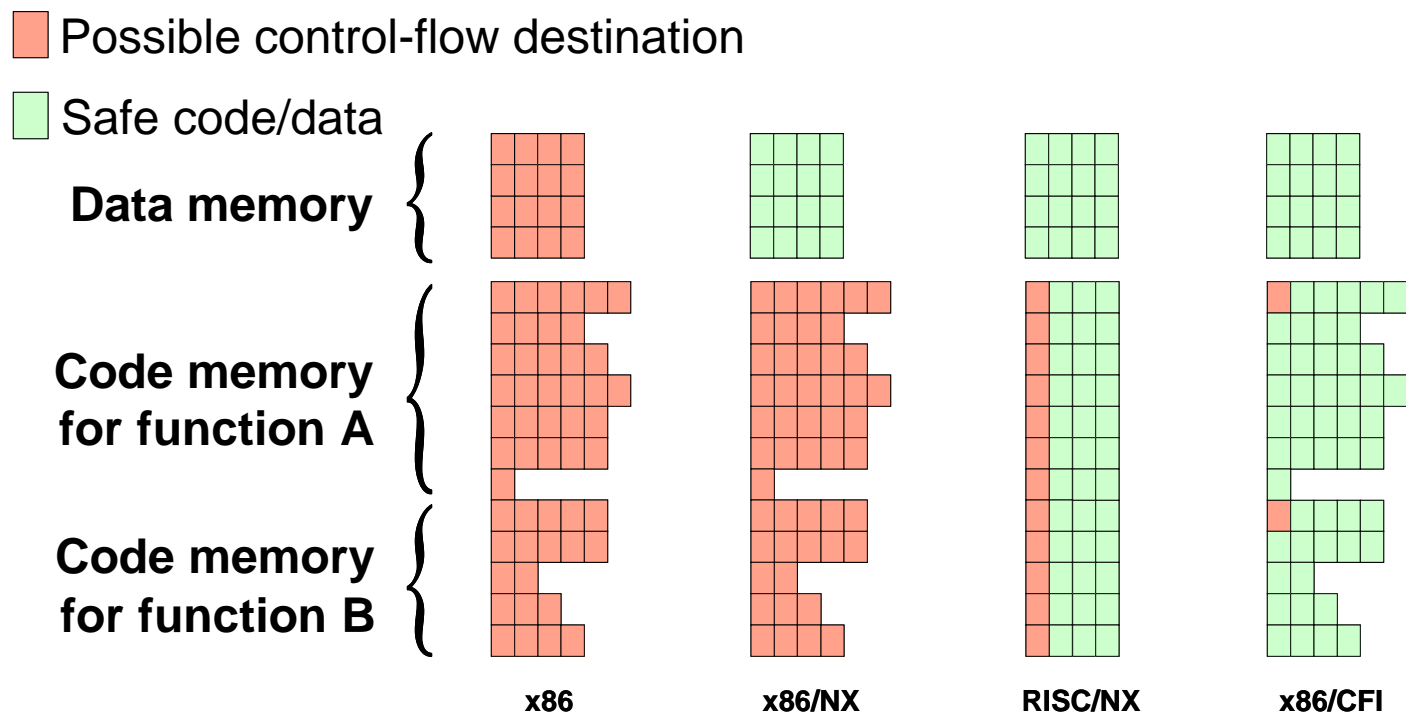 Possible control-flow destination
Safe code/data
Data memory
Code memory
for function A
Code memory
for function B
x86
x86/NX
RISC/NX
x86/CFI